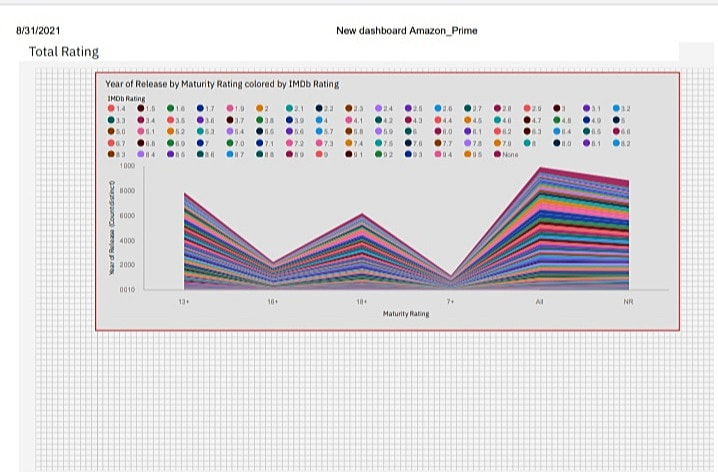 8/31/2021 New dashboard Amazon_Prime
Total Rating
Year of Release by Maturity Rating colored by IMDb Rating
IMDb Rating
1.4 1.5 1.6 1.7 1.9 2 2.1 2.2 2.3 2.4 2.5 2.6 2.7 2.8 2.9 3 3.1 3.2
3.3 3.4 3.5 3.6 3.7 3.8 3.9 4 4.1 4.2 4.3 4.4 4.5 4.6 4.7 4.8 4.9 5
5.0 5.1 5.2 5.3 5.4 5.5 5.6 5.7 5.8 5.9 6 6.0 6.1 6.2 6.3 6.4 6.5 6.6
6.7 6.8 6.9 7 7.0 7.1 7.2 7.3 7.4 7.5 7.6 7.7 7.8 7.9 8 8.0 8.1 8.2
8.3 8.4 8.5 8.6 8.7 8.8 8.9 9 9.1 9.2 9.3 9.4 9.5 None
1000
8000
6000
4000
2000
0010
Year of Release (Count distinct)
13+ 16+ 18+ 7+ All NR
Maturity Rating